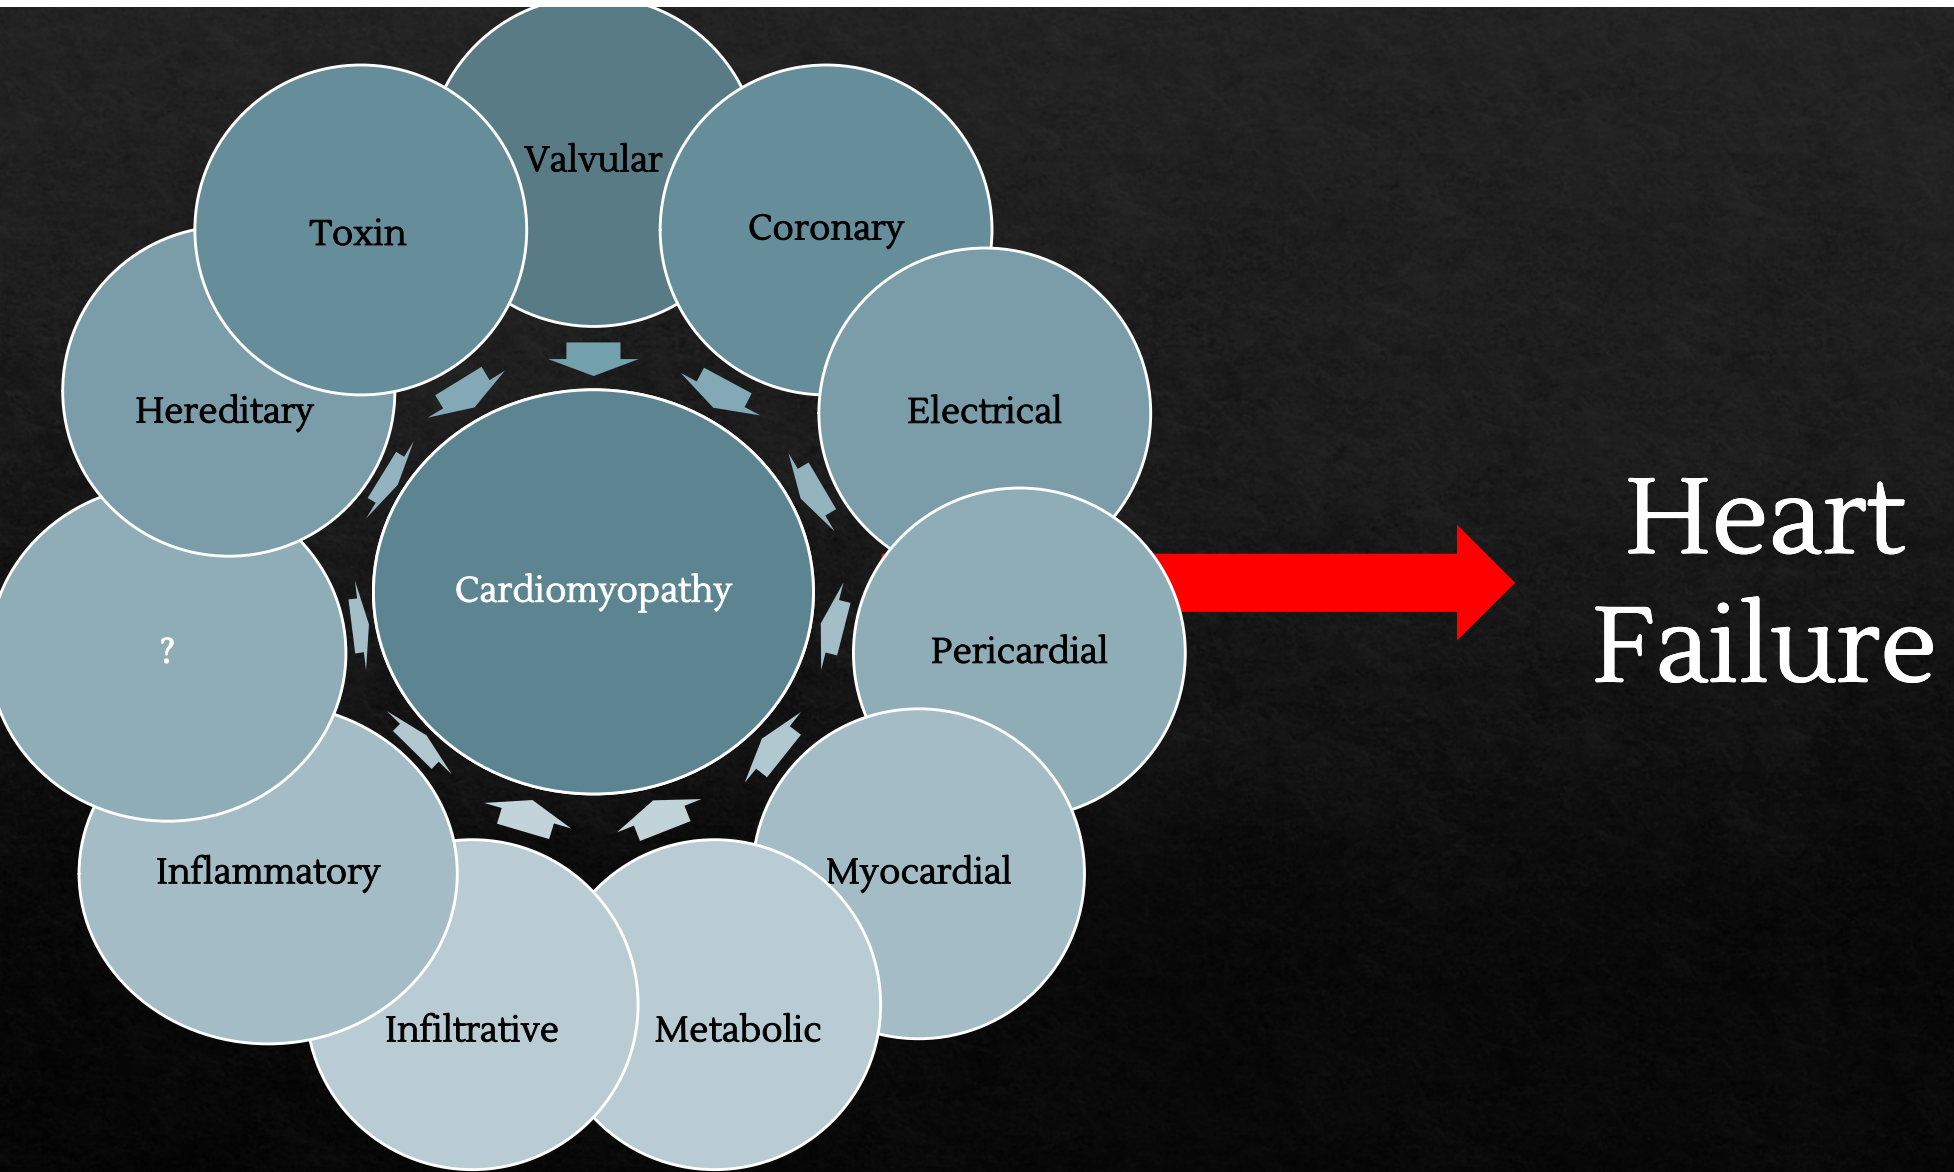 Valvular
Coronary
Electrical
Pericardial
Myocardial
Metabolic
Infiltrative
Inflammatory
?
Hereditary
Toxin
Cardiomyopathy
Heart
Failure